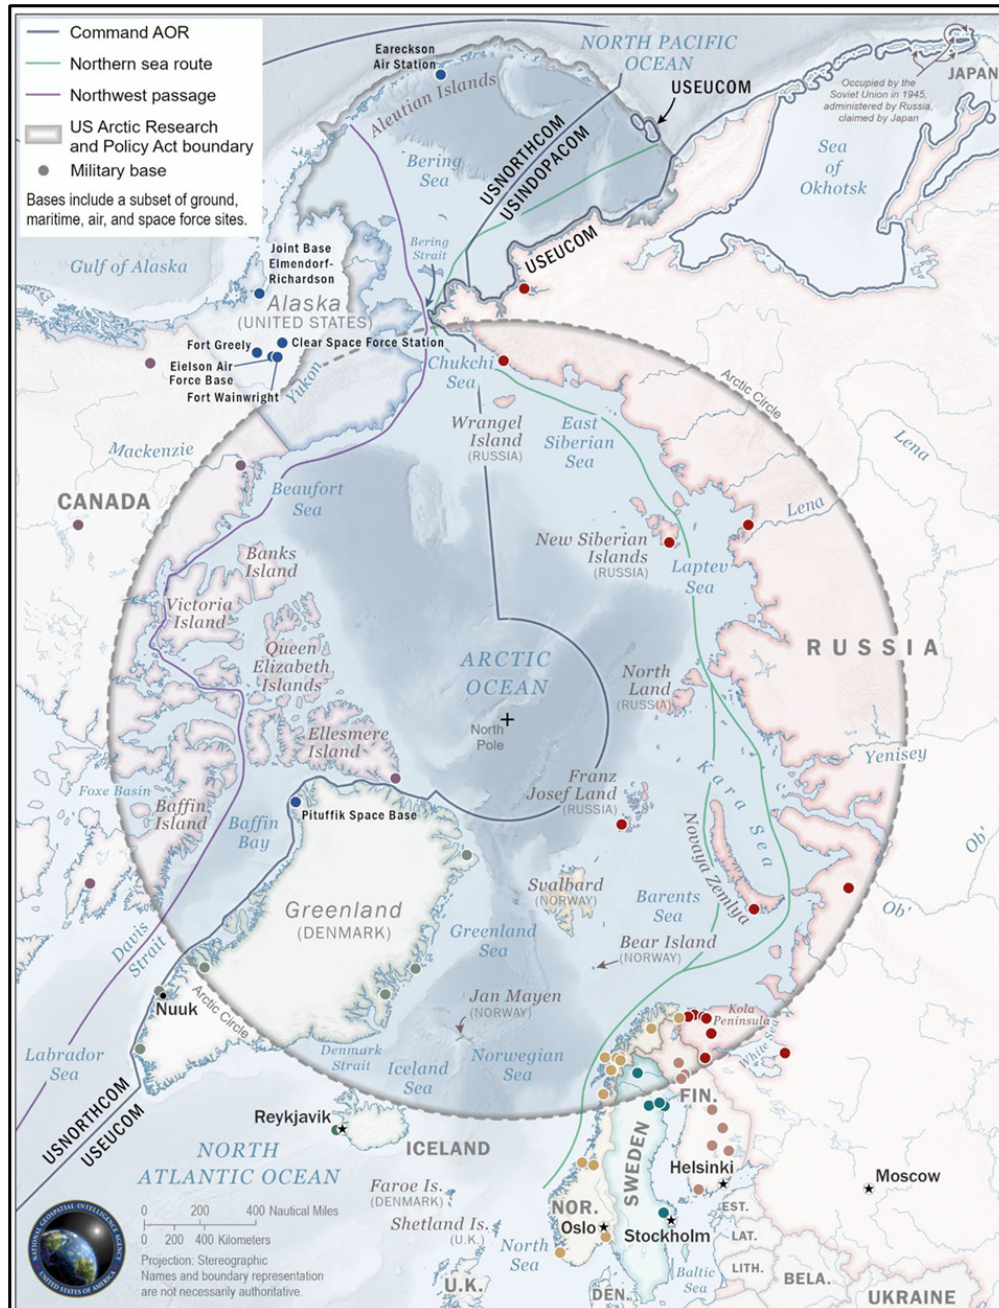 Command AOR
Northern sea route
Northwest passage
US Arctic Research
and Policy Act boundary
Military base
Bases include a subset of ground,
maritime, air, and space force sites.
Eareckson
Air Station
Aleutian Islands
NORTH PACIFIC
OCEAN
USEUCOM
Occupied by the
Soviet Union in 1945,
administered by Russia,
claimed by Japan
JAPAN
Sea
of
Okhotsk
Bering
Sea
USNORTHCOM
USINDOPACOM
USEUCOM
Bering
Strait
Gulf of Alaska
Joint Base
Elmendorf-
Richardson
Alaska
(UNITED STATES)
Fort Greely
Clear Space Force Station
Eielson Air
Force Base
Fort Wainwright
Yukon
Chukchi
Sea
Arctic Circle
Wrangel
Island
(RUSSIA)
East
Siberian
Sea
Lena
Mackenzie
CANADA
Beaufort
Sea
Lena
New Siberian
Islands
(RUSSIA)
Laptev
Sea
Banks
Island
Victoria
Island
Queen
Elizabeth
Islands
ARCTIC
OCEAN
North
Pole
RUSSIA
North
Land
(RUSSIA)
Ellesmere
Island
Yenisey
Foxe Basin
Baffin
Island
Baffin
Bay
Pituffik Space Base
Franz
Josef Land
(RUSSIA)
Kara Sea
Novaya Zemlya
Ob'
Ob'
Svalbard
(NORWAY)
Barents
Sea
Greenland
(DENMARK)
Greenland
Sea
Bear Island
(NORWAY)
Davis
Strait
Nuuk
Arctic Circle
Jan Mayen
(NORWAY)
Kola
Peninsula
White Sea
Labrador
Sea
Denmark
Strait
Iceland
Sea
Norwegian
Sea
USNORTHCOM
USEUCOM
Reykjavik
ICELAND
NORTH
ATLANTIC OCEAN
FIN.
SWEDEN
Helsinki
Moscow
Faroe Is.
(DENMARK)
Shetland Is.
(U.K.)
NOR.
Oslo
Stockholm
EST.
LAT.
LITH.
BELA.
UKRAINE
North
Sea
Baltic
Sea
U.K.
DEN.
NATIONAL GEOSPATIAL-INTELLIGENCE AGENCY
UNITED STATES OF AMERICA
0 200 400 Nautical Miles
0 200 400 Kilometers
Projection: Stereographic
Names and boundary representation
are not necessarily authoritative.